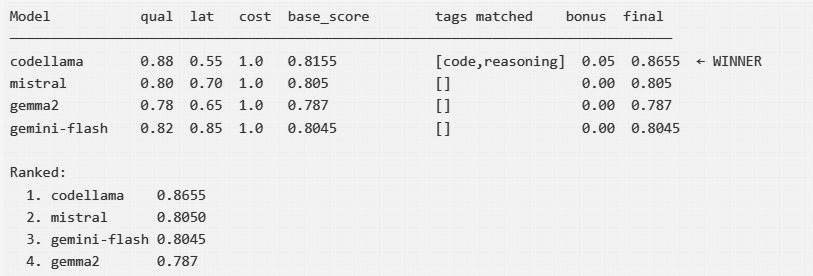 Model qual lat cost base_score tags matched bonus final
codellama 0.88 0.55 1.0 0.8155 [code,reasoning] 0.05 0.8655 ← WINNER
mistral 0.80 0.70 1.0 0.805 [] 0.00 0.805
gemma2 0.78 0.65 1.0 0.787 [] 0.00 0.787
gemini-flash 0.82 0.85 1.0 0.8045 [] 0.00 0.8045
Ranked:
1. codellama 0.8655
2. mistral 0.8050
3. gemini-flash 0.8045
4. gemma2 0.787